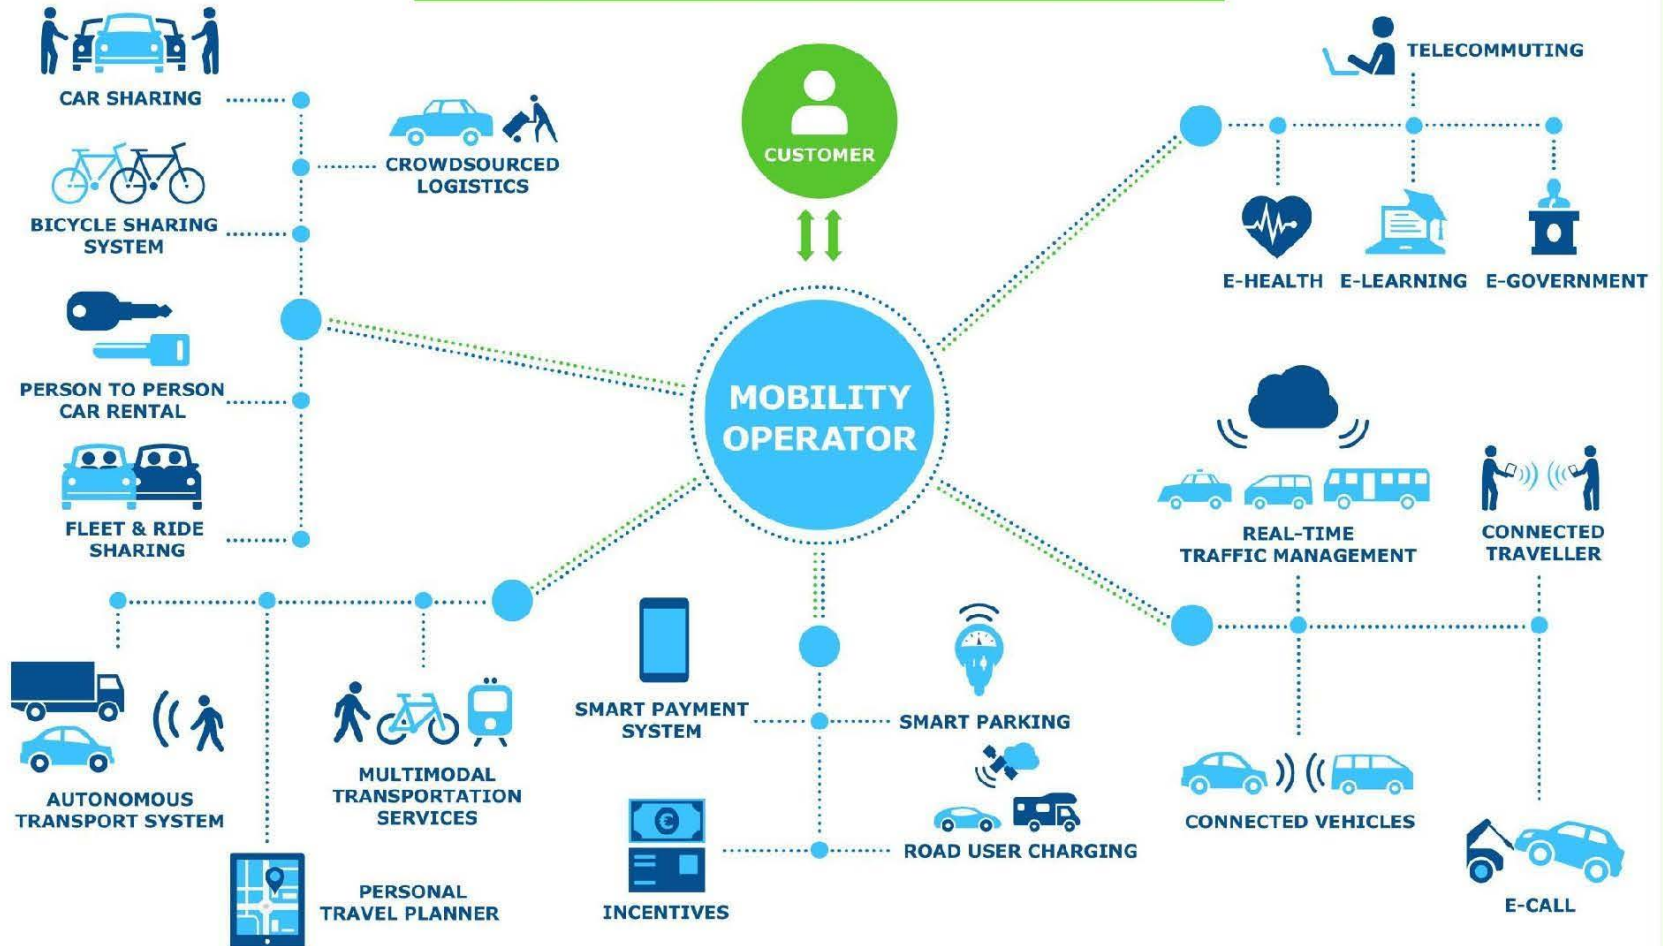 CAR SHARING
CROWDSOURCED
LOGISTICS
BICYCLE SHARING
SYSTEM
PERSON TO PERSON
CAR RENTAL
FLEET & RIDE
SHARING
CUSTOMER
MOBILITY
OPERATOR
TELECOMMUTING
E-HEALTH
E-LEARNING
E-GOVERNMENT
REAL-TIME
TRAFFIC MANAGEMENT
CONNECTED
TRAVELLER
AUTONOMOUS
TRANSPORT SYSTEM
MULTIMODAL
TRANSPORTATION
SERVICES
PERSONAL
TRAVEL PLANNER
SMART PAYMENT
SYSTEM
SMART PARKING
€
INCENTIVES
ROAD USER CHARGING
CONNECTED VEHICLES
E-CALL